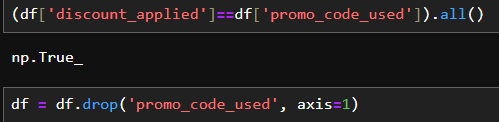 (df['discount_applied']==df['promo_code_used']).all()
np.True_
df = df.drop('promo_code_used', axis=1)